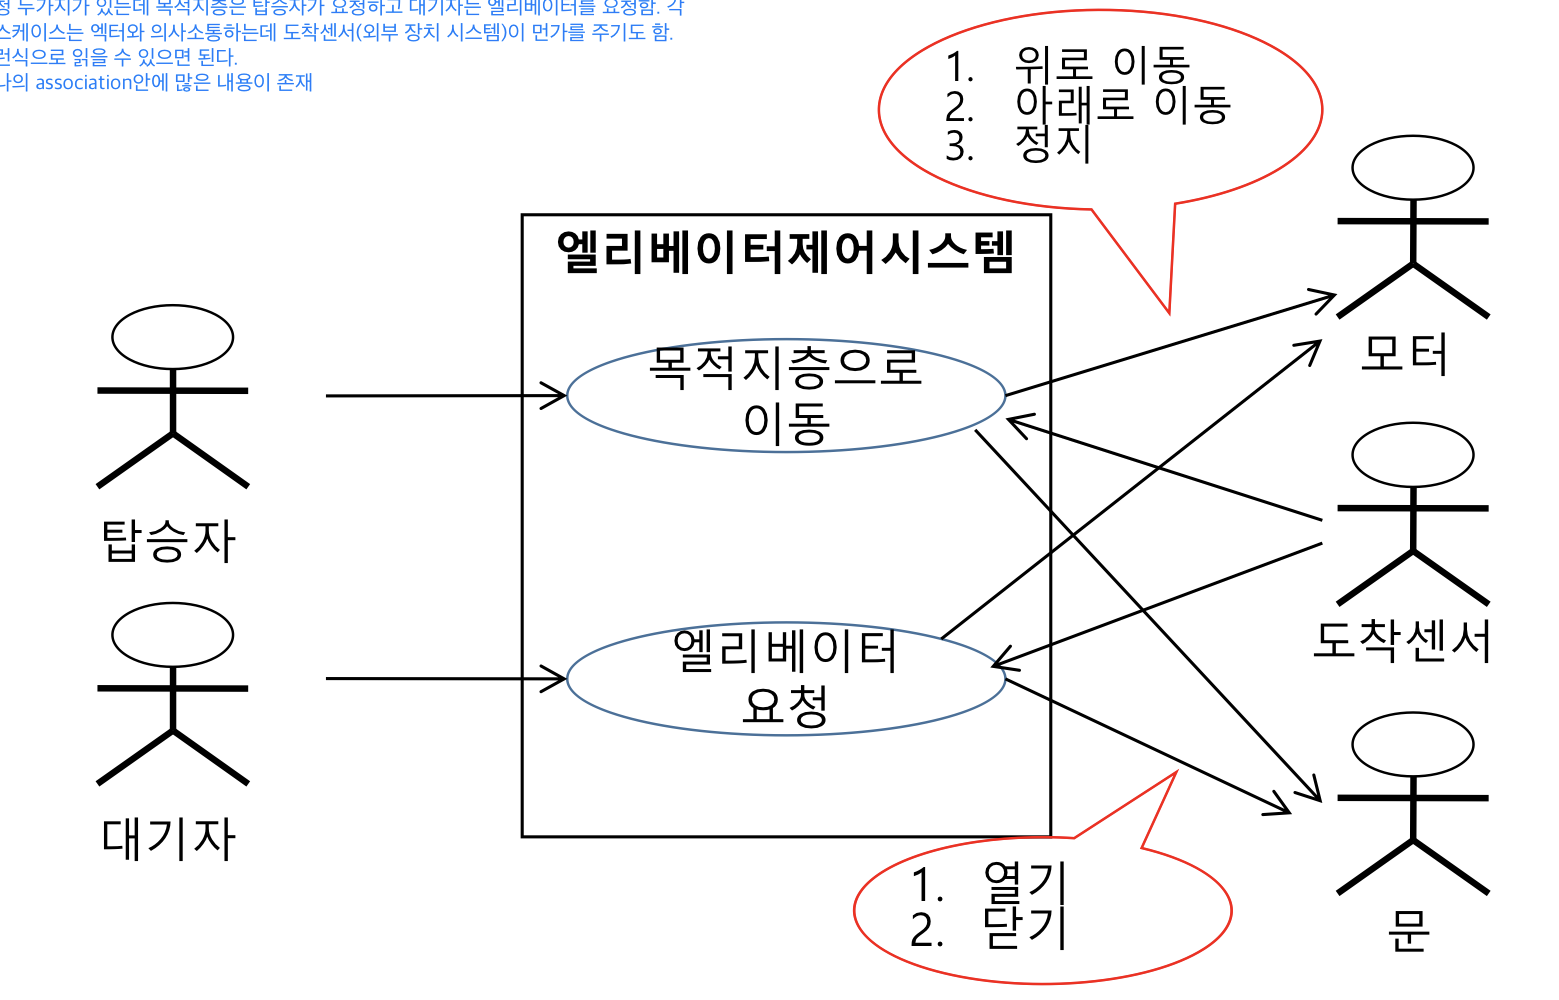 두가지가 있는데 목적지층은 탑승자가 요청하고 대기자는 엘리베이터를 요청함. 각
스케이스는 엑터와 의사소통하는데 도착센서(외부 장치 시스템)이 먼가를 주기도 함.
런식으로 읽을 수 있으면 된다.
나의 association안에 많은 내용이 존재
1. 위로 이동
2. 아래로 이동
3. 정지
엘리베이터제어시스템
목적지층으로
이동
모터
탑승자
도착센서
엘리베이터
요청
대기자
1. 열기
2. 닫기
문